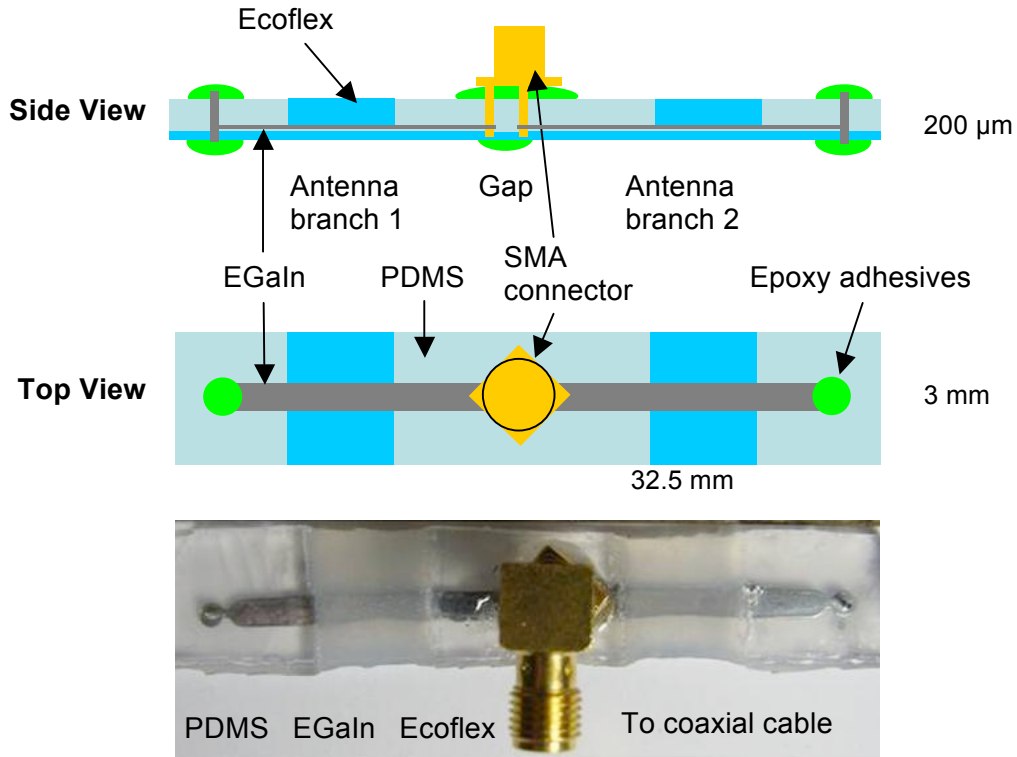 Ecoflex
Side View
200 µm
Antenna
branch 1
Gap
Antenna
branch 2
EGaIn
PDMS
SMA
connector
Epoxy adhesives
Top View
3 mm
32.5 mm
PDMS
EGaIn
Ecoflex
To coaxial cable